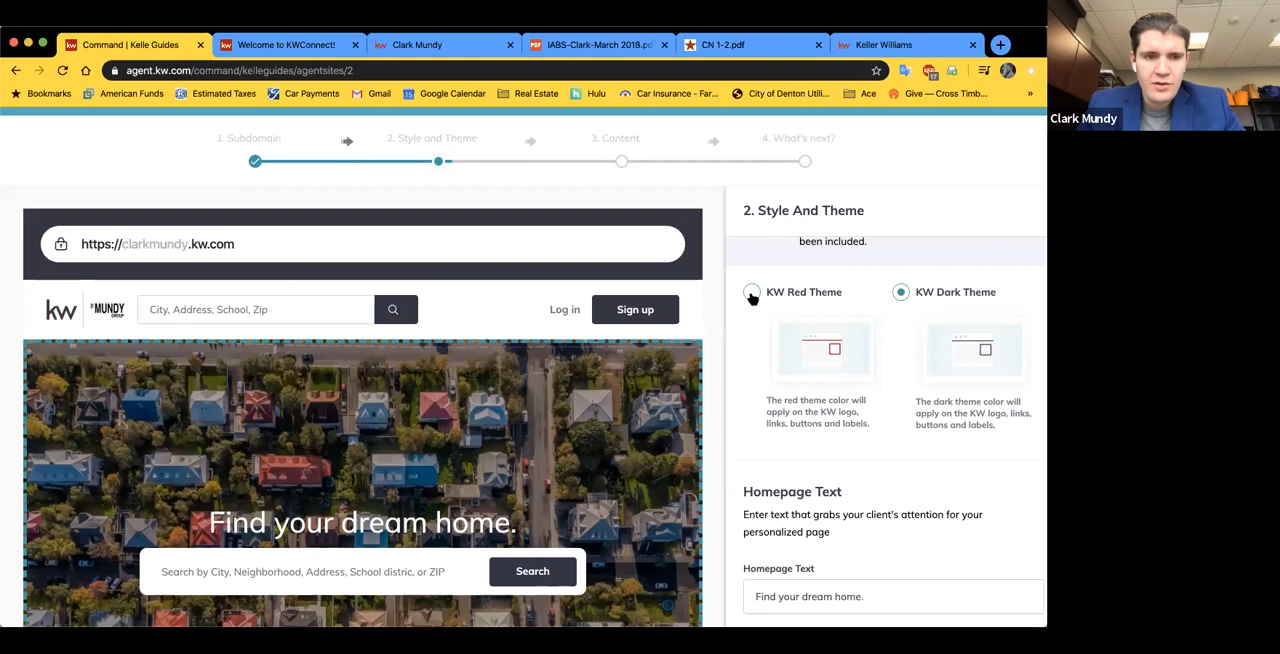 Command | Kelle Guides
Welcome to KWConnect!
Clark Mundy
IABS-Clark-March 2018.pd
CN 1-2.pdf
Keller Williams
agent.kw.com/command/kelleguides/agentsites/2
17
Bookmarks
American Funds
Estimated Taxes
Car Payments
Gmail
Google Calendar
Real Estate
Hulu
Car Insurance - Far...
City of Denton Utili...
Ace
Give — Cross Timb...
»
Clark Mundy
1. Subdomain
2. Style and Theme
3. Content
4. What's next?
https://clarkmundy.kw.com
kw
MUNDY
GROUP
City, Address, School, Zip
Log in
Sign up
Find your dream home.
Search by City, Neighborhood, Address, School distric, or ZIP
Search
2. Style And Theme
been included.
KW Red Theme
KW Dark Theme
The red theme color will
apply on the KW logo,
links, buttons and labels.
The dark theme color will
apply on the KW logo, links,
buttons and labels.
Homepage Text
Enter text that grabs your client's attention for your
personalized page
Homepage Text
Find your dream home.